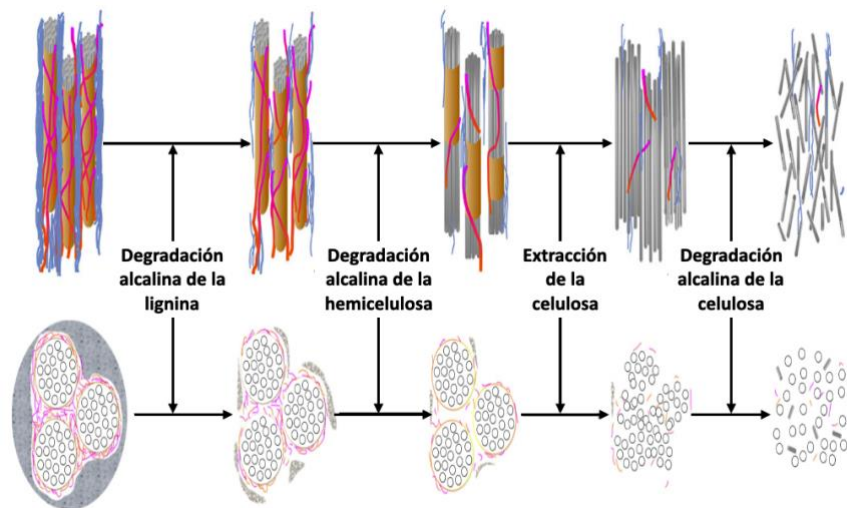 Degradación
alcalina de la
lignina
Degradación
alcalina de la
hemicelulosa
Extracción
de la
celulosa
Degradación
alcalina de la
celulosa